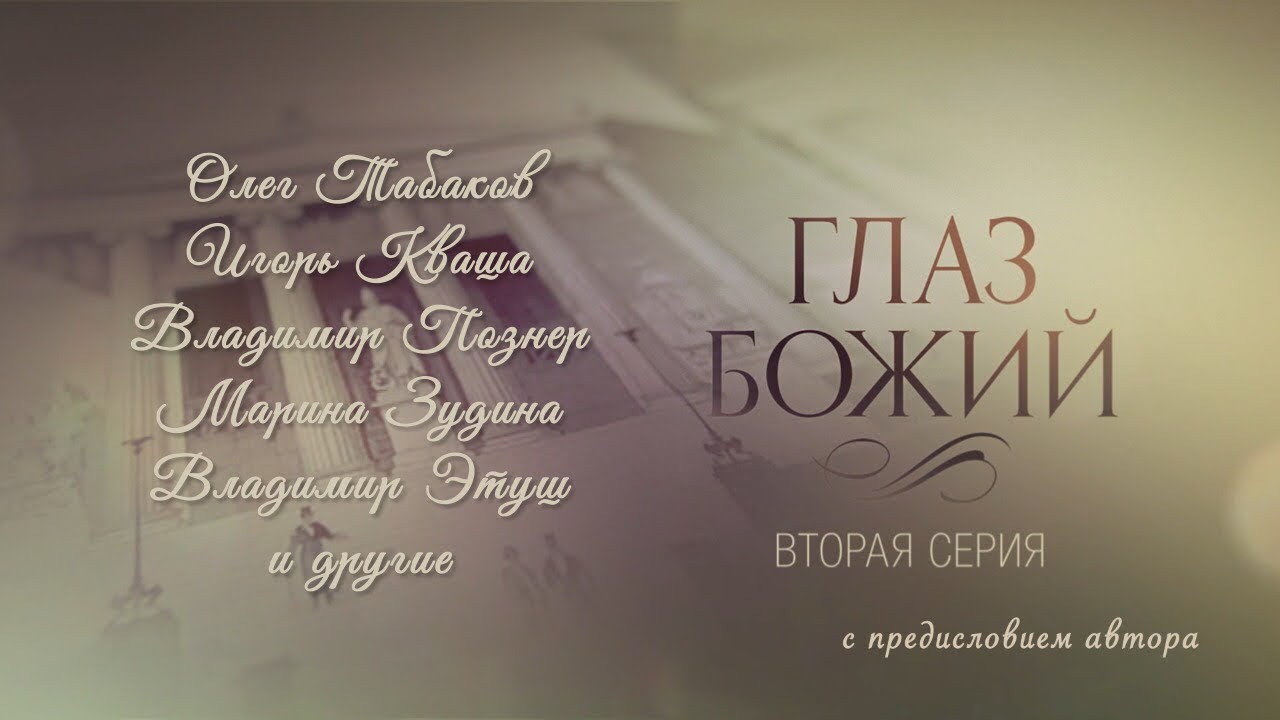 Олег Табаков
Игорь Кваша
Владимир Познер
Марина Зудина
Владимир Этуш
и другие
ГЛАЗ
БОЖИЙ
ВТОРАЯ СЕРИЯ
с предисловием автора